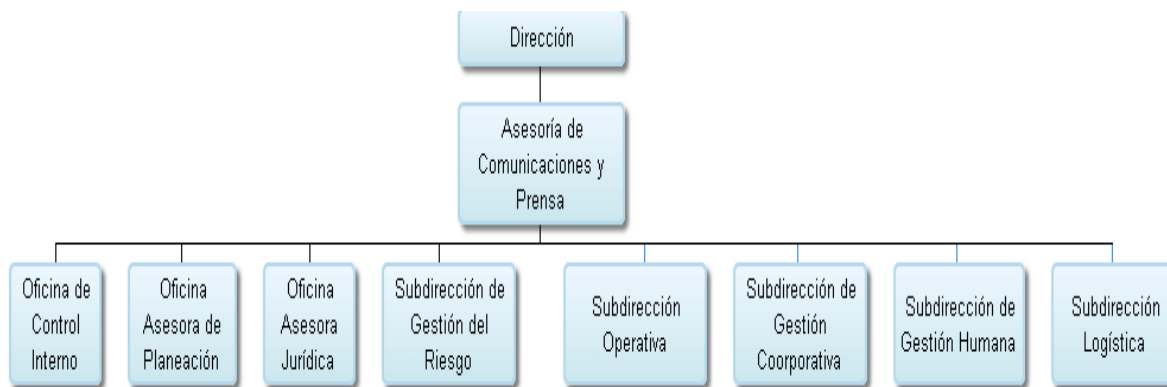 Dirección
Asesoría de
Comunicaciones y
Prensa
Oficina de
Control
Interno
Oficina
Asesora de
Planeación
Oficina
Asesora
Jurídica
Subdirección de
Gestión del
Riesgo
Subdirección
Operativa
Subdirección de
Gestión
Coorporativa
Subdirección de
Gestión Humana
Subdirección
Logística